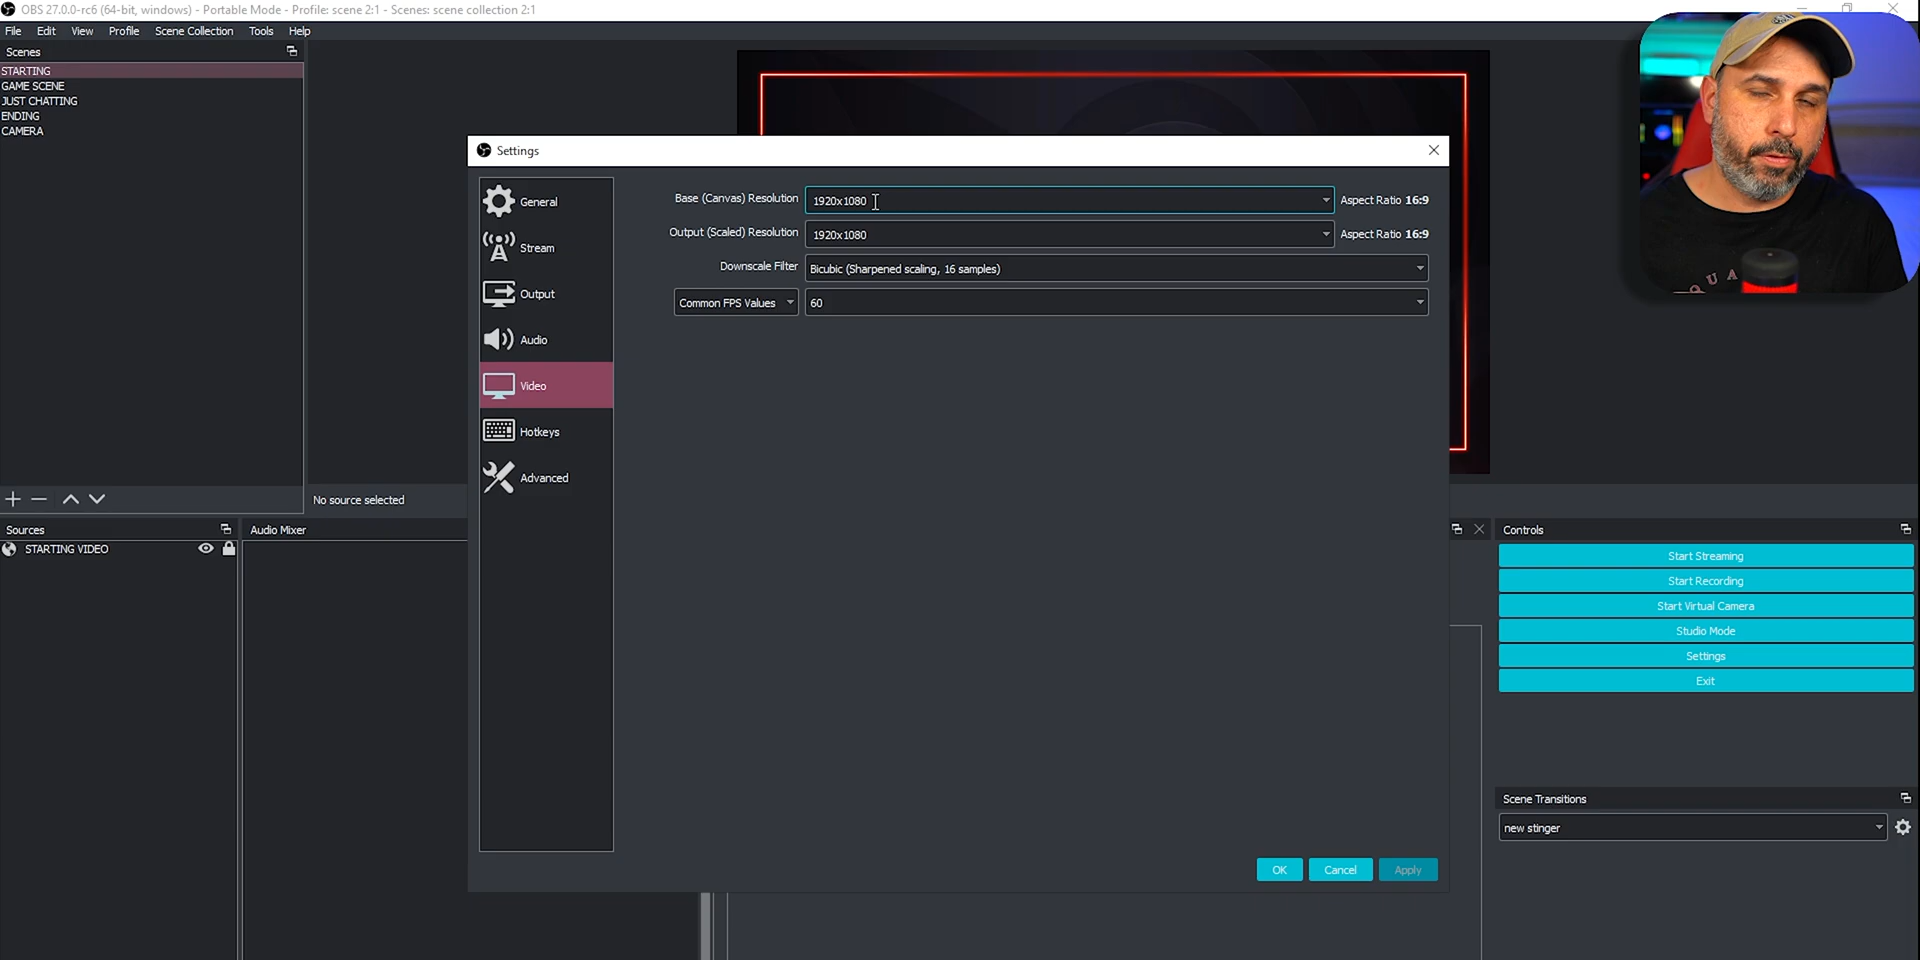 OBS 27.0.0-rc6 (64-bit, windows) - Portable Mode - Profile: scene 2:1 - Scenes: scene collection 2:1
File Edit View Profile Scene Collection Tools Help
Scenes
STARTING
GAME SCENE
JUST CHATTING
ENDING
CAMERA
Settings
General
Stream
Output
Audio
Video
Hotkeys
Advanced
Base (Canvas) Resolution 1920x1080 Aspect Ratio 16:9
Output (Scaled) Resolution 1920x1080 Aspect Ratio 16:9
Downscale Filter Bicubic (Sharpened scaling, 16 samples)
Common FPS Values 60
OK Cancel Apply
No source selected
Sources
STARTING VIDEO
Audio Mixer
Controls
Start Streaming
Start Recording
Start Virtual Camera
Studio Mode
Settings
Exit
Scene Transitions
new stinger